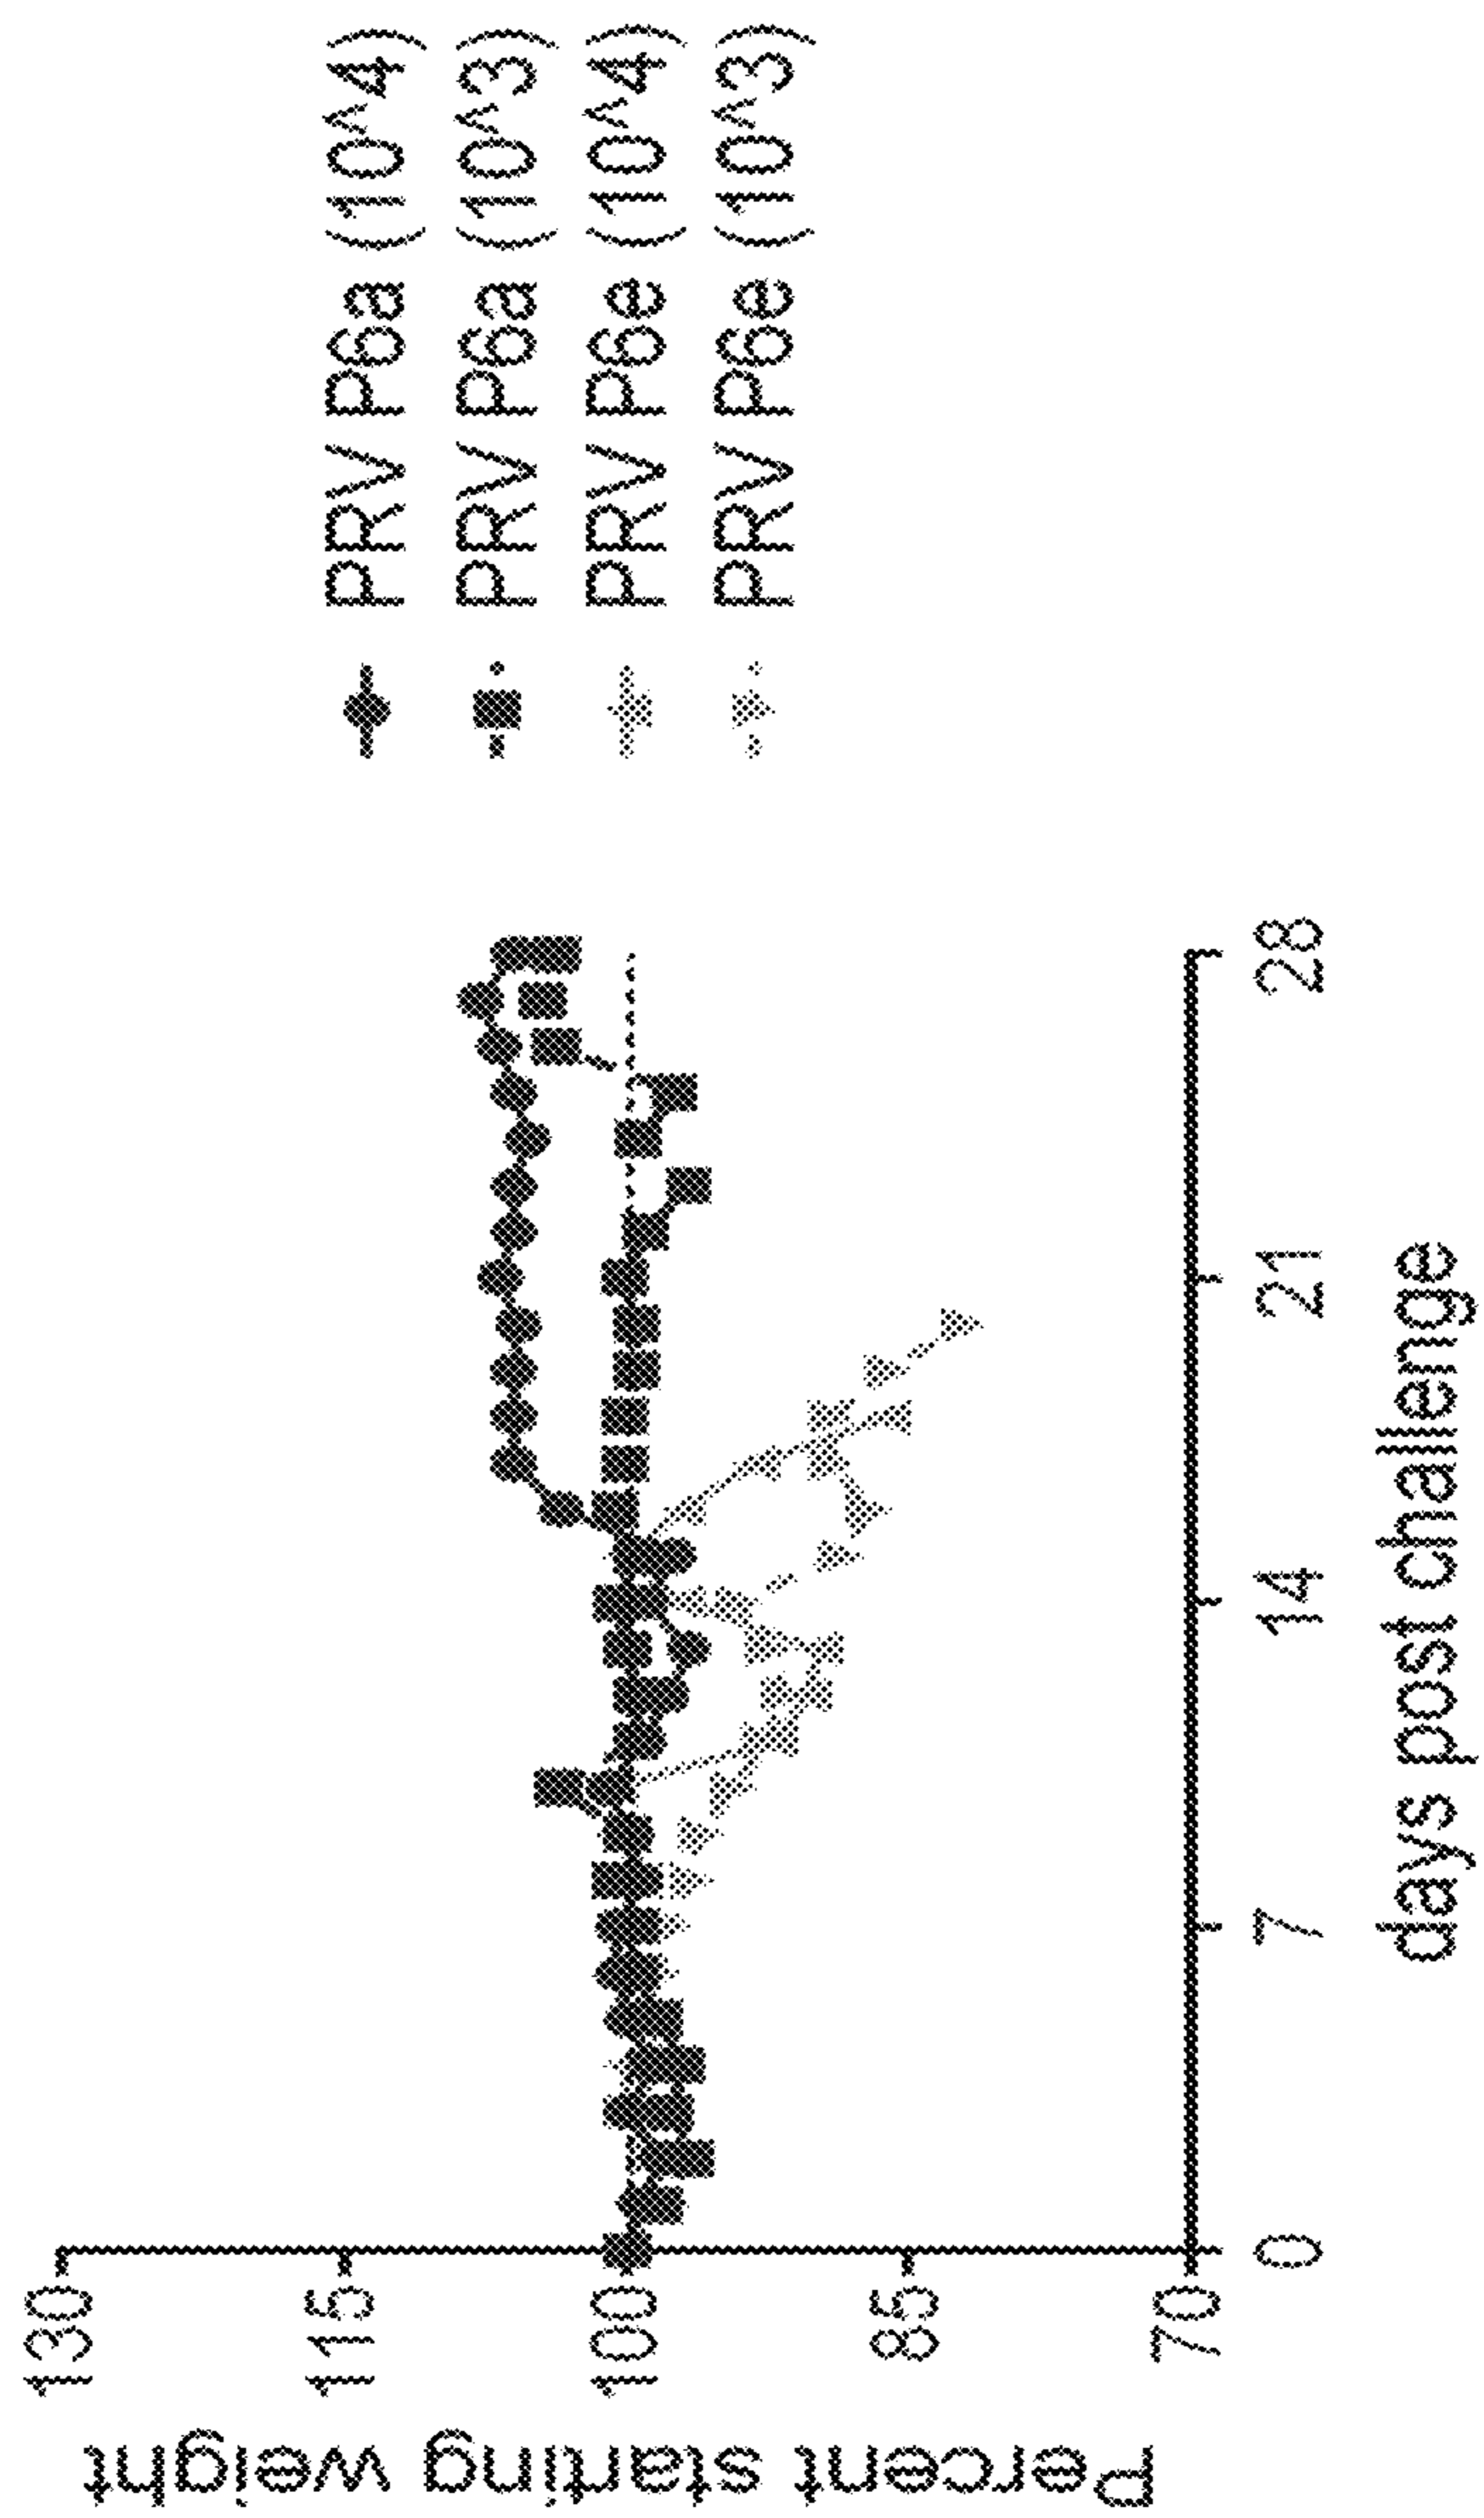 Percent starting weight
130
115
100
85
70
0
7
14
21
28
days post challenge
PRV P6a (10^4)
PRV P6a (10^3)
PRV P6e (10^4)
PRV P6e (10^3)